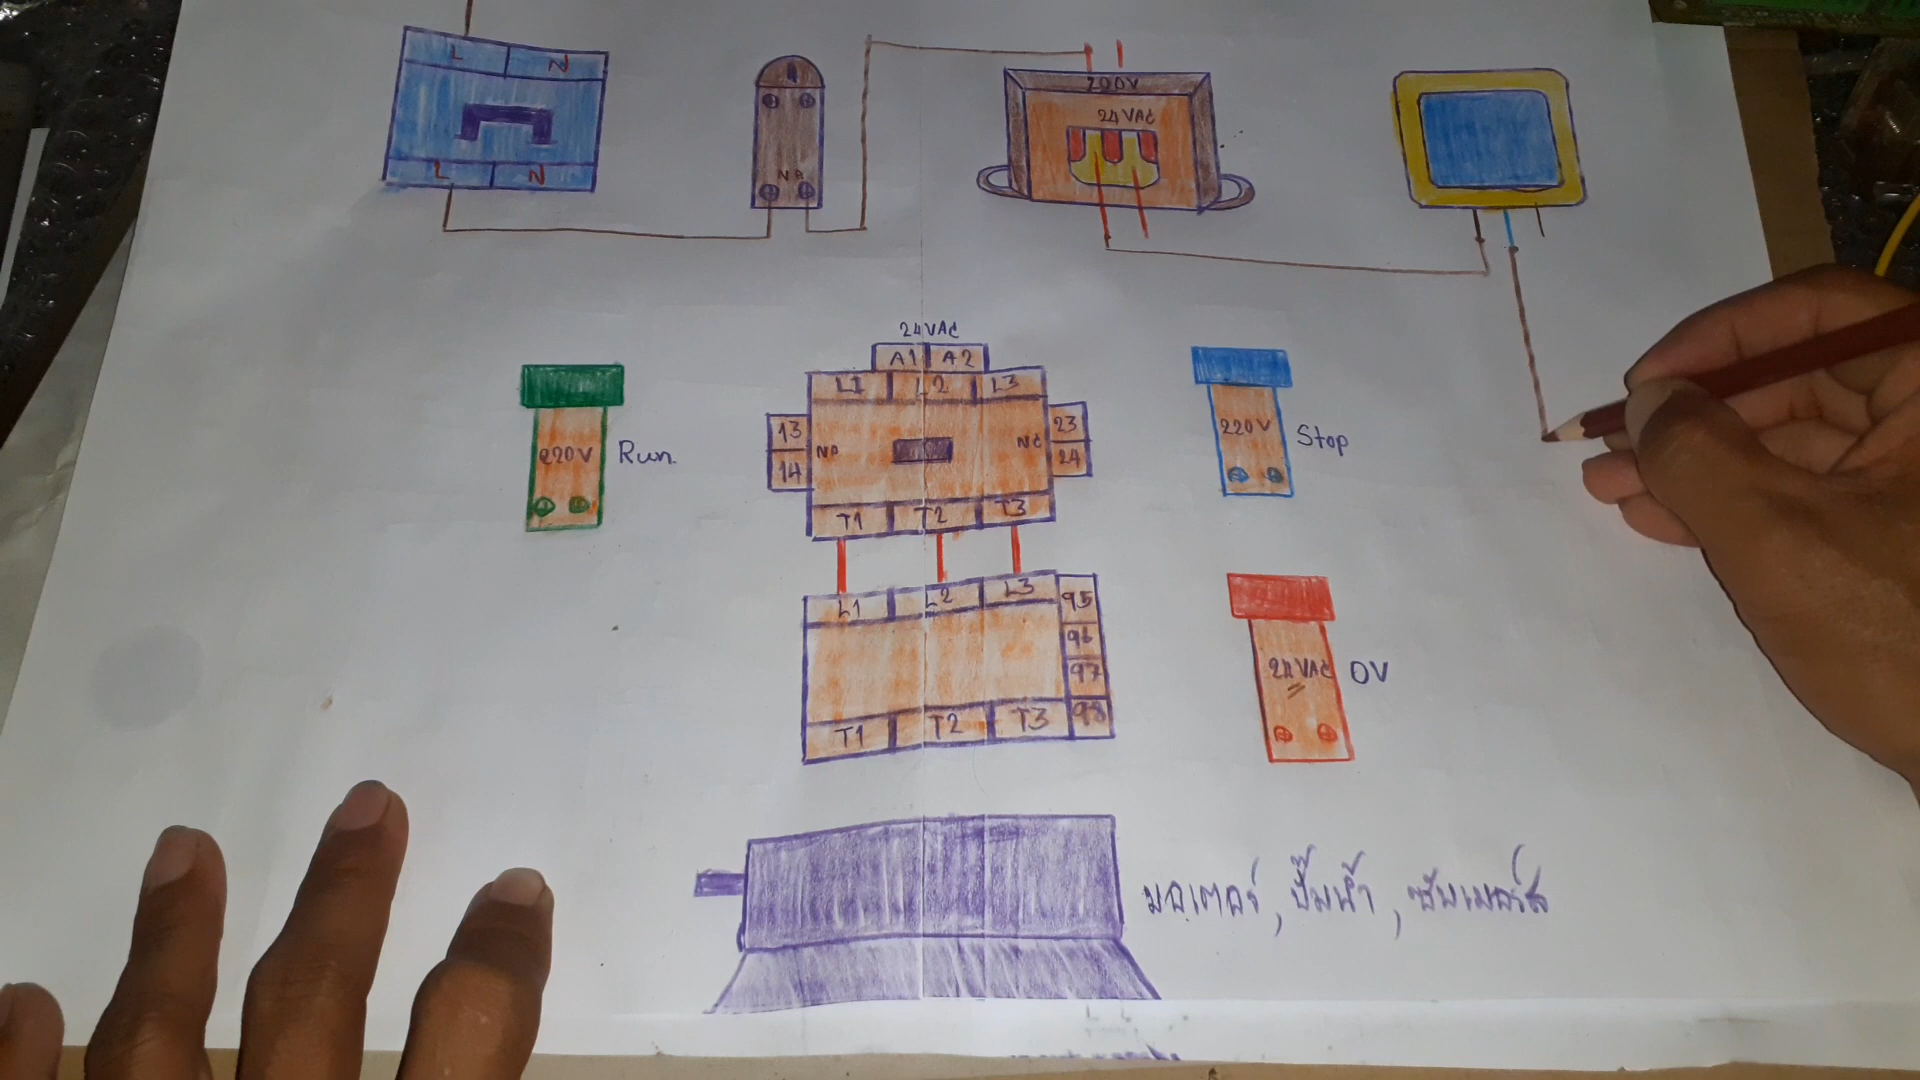 L N
L N
NO
220V
24VAC
24VAC
A1 A2
L1 L2 L3
13
14
NO
NC
23
24
T1 T2 T3
220V Run
220V Stop
L1 L2 L3
95
96
97
98
T1 T2 T3
24VAC OV
มอเตอร์, ปั๊มน้ำ, ซัมเมอร์ส